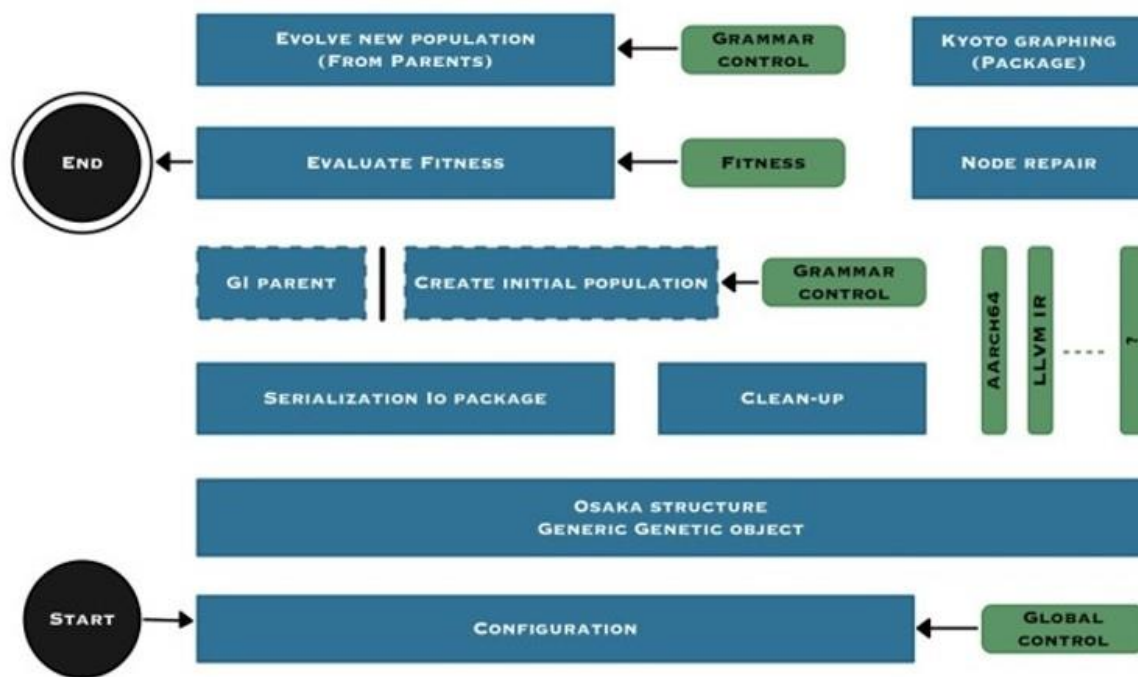 EVOLVE NEW POPULATION
(FROM PARENTS)
GRAMMAR
CONTROL
KYOTO GRAPHING
(PACKAGE)
END
EVALUATE FITNESS
FITNESS
NODE REPAIR
GI PARENT
CREATE INITIAL POPULATION
GRAMMAR
CONTROL
AARCH64
LLVM IR
?
SERIALIZATION IO PACKAGE
CLEAN-UP
OSAKA STRUCTURE
GENERIC GENETIC OBJECT
START
CONFIGURATION
GLOBAL
CONTROL